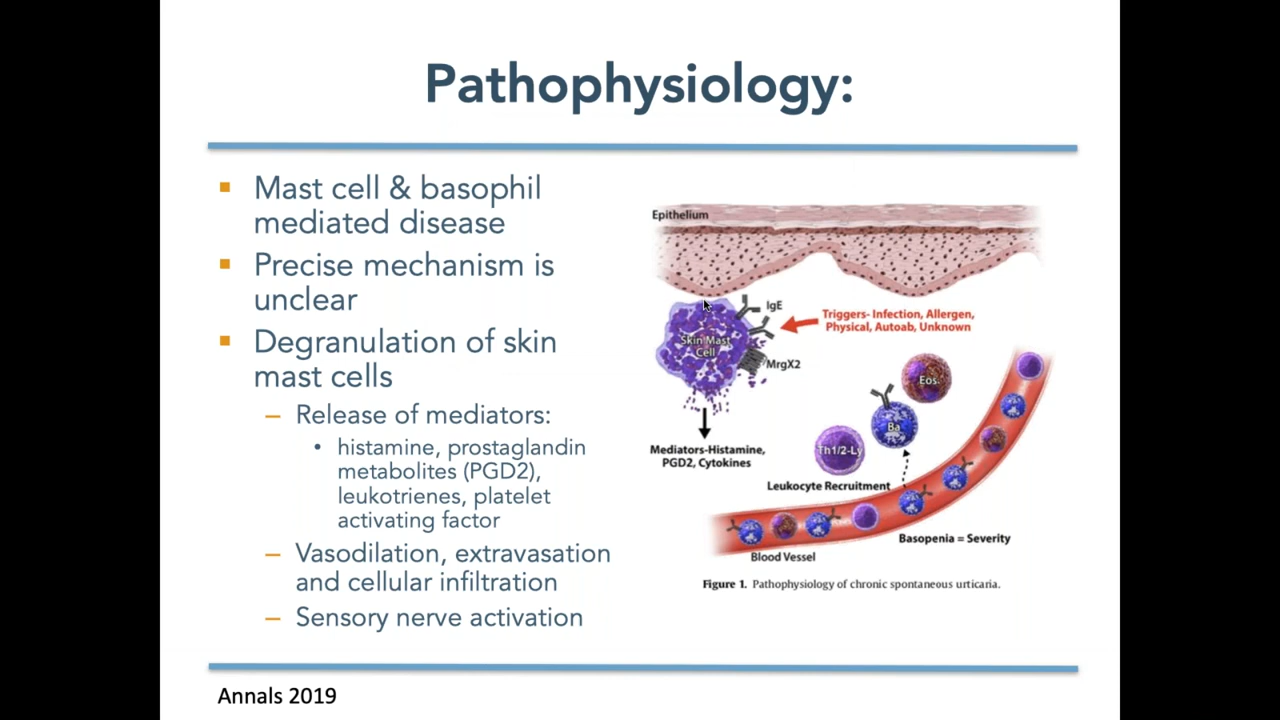 Pathophysiology:
Mast cell & basophil
mediated disease
Precise mechanism is
unclear
Degranulation of skin
mast cells
– Release of mediators:
• histamine, prostaglandin
metabolites (PGD2),
leukotrienes, platelet
activating factor
– Vasodilation, extravasation
and cellular infiltration
– Sensory nerve activation
Epithelium
IgE
Triggers- Infection, Allergen,
Physical, Autoab, Unknown
Skin Mast
Cell
MrgX2
Eos
Ba
Mediators-Histamine,
PGD2, Cytokines
Th1/2-Ly
Leukocyte Recruitment
Basopenia = Severity
Blood Vessel
Figure 1. Pathophysiology of chronic spontaneous urticaria.
Annals 2019